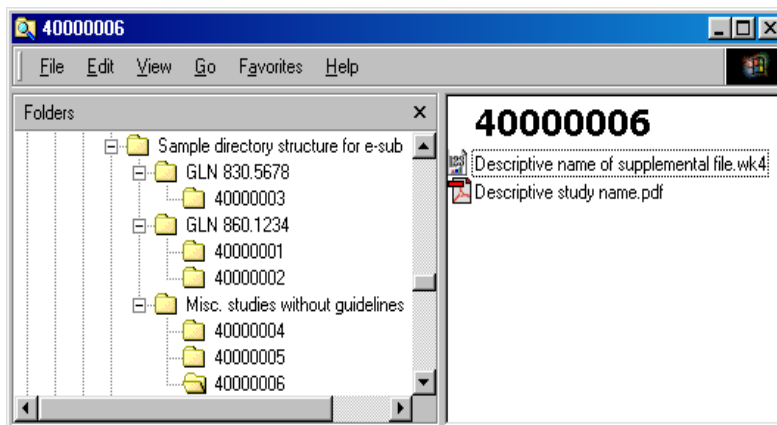 40000006
File Edit View Go Favorites Help
Folders
Sample directory structure for e-sub
GLN 830.5678
40000003
GLN 860.1234
40000001
40000002
Misc. studies without guidelines
40000004
40000005
40000006
40000006
Descriptive name of supplemental file.wk4
Descriptive study name.pdf